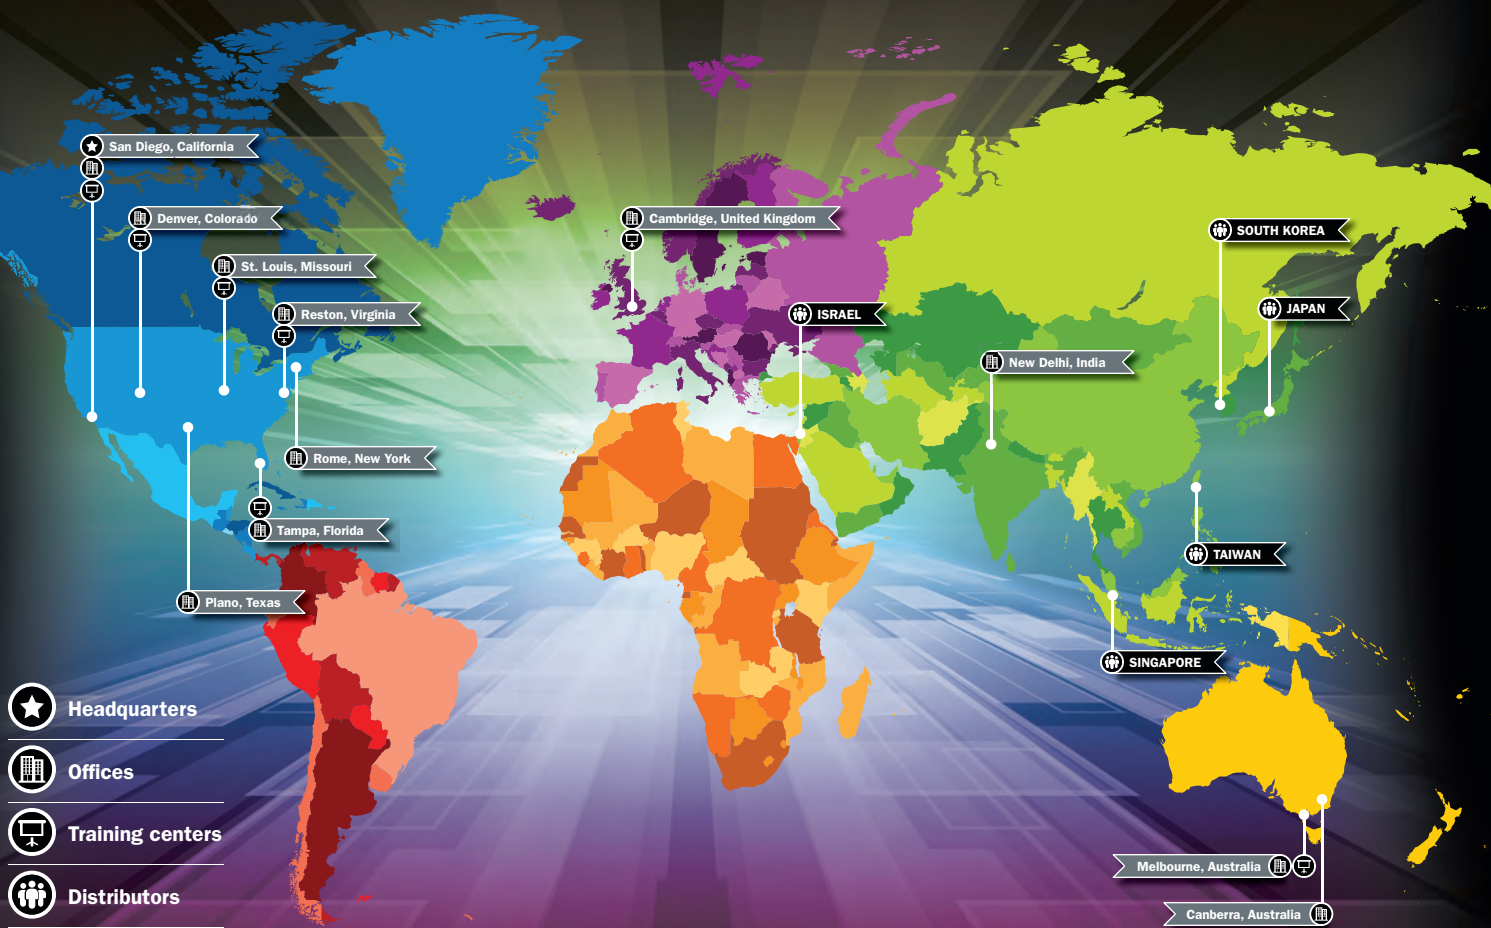 San Diego, California
Denver, Colorado
Cambridge, United Kingdom
SOUTH KOREA
St. Louis, Missouri
Reston, Virginia
ISRAEL
JAPAN
New Delhi, India
Rome, New York
Tampa, Florida
TAIWAN
Plano, Texas
SINGAPORE
Headquarters
Offices
Training centers
Distributors
Melbourne, Australia
Canberra, Australia